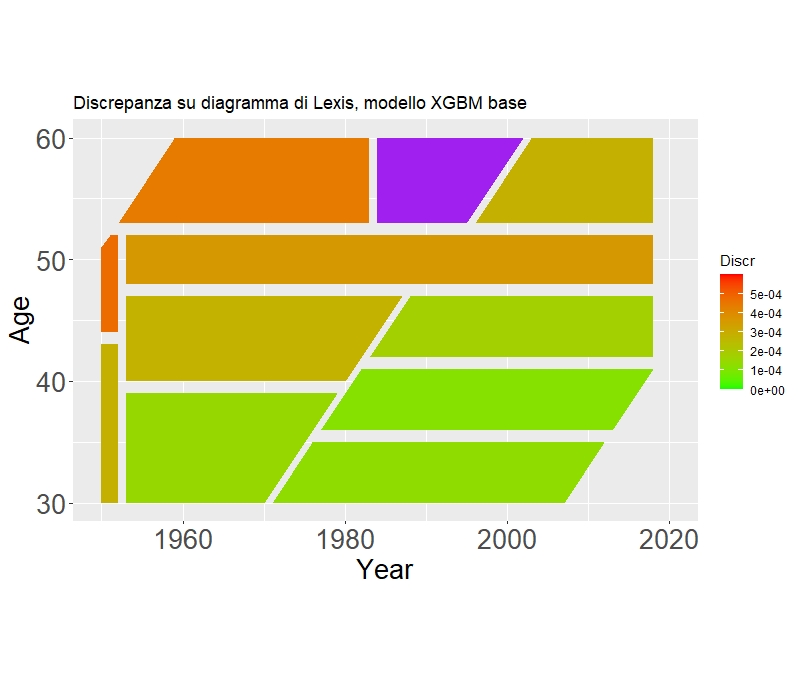 Discrepanza su diagramma di Lexis, modello XGBM base
60
50
40
30
Age
1960
1980
2000
2020
Year
Discr
5e-04
4e-04
3e-04
2e-04
1e-04
0e+00